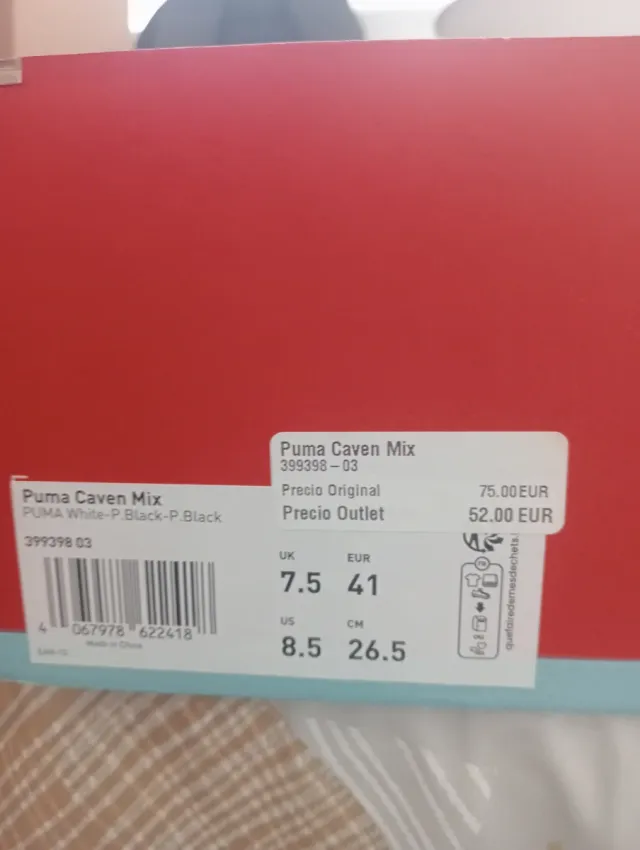 Puma Caven Mix
399398-03
Precio Original 75.00EUR
Precio Outlet 52.00 EUR
Puma Caven Mix
PUMA White-P.Black-P.Black
399398 03
4 067978 622418
Made in China
UK 7.5
EUR 41
US 8.5
CM 26.5
FR
quefairedemesdechets.